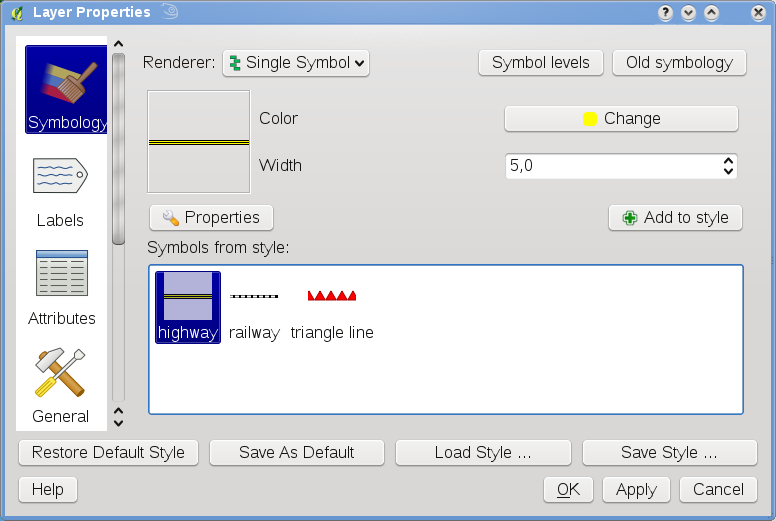 Layer Properties
Renderer: Single Symbol Symbol levels Old symbology
Symbology
Color Change
Width 5,0
Labels
Properties Add to style
Symbols from style:
Attributes
highway railway triangle line
General
Restore Default Style Save As Default Load Style ... Save Style ...
Help OK Apply Cancel